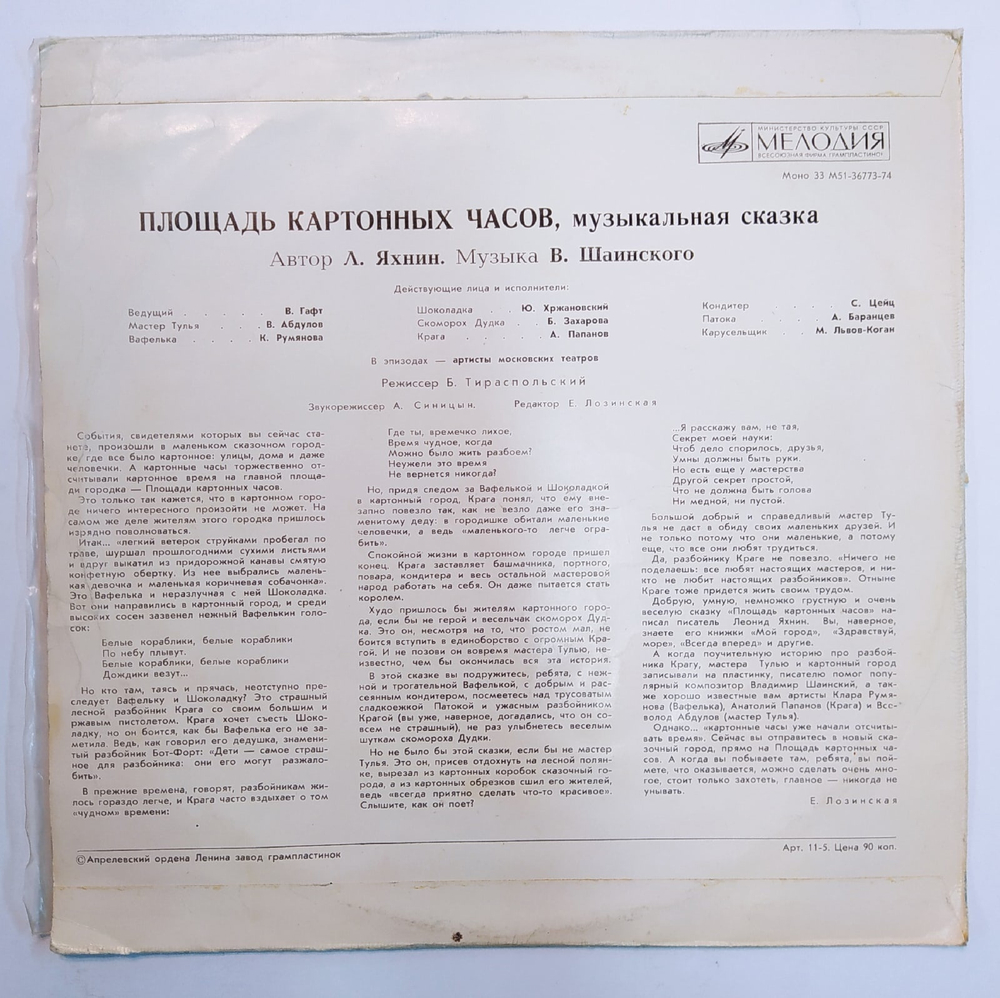 МИНИСТЕРСТВО КУЛЬТУРЫ СССР
МЕЛОДИЯ
ВСЕСОЮЗНАЯ ФИРМА ГРАМПЛАСТИНОК
Моно 33 М51-36773-74
ПЛОЩАДЬ КАРТОННЫХ ЧАСОВ, музыкальная сказка
Автор Л. Яхнин. Музыка В. Шаинского
Действующие лица и исполнители:
Ведущий . . . . . В. Гафт
Мастер Тулья . . . В. Абдулов
Вафелька . . . . К. Румянова
Шоколадка . . Ю. Хржановский
Скоморох Дудка . . Б. Захарова
Крага . . . . . А. Папанов
Кондитер . . . . С. Цейц
Патока . . . . А. Баранцев
Карусельщик . . М. Львов-Коган
В эпизодах — артисты московских театров
Режиссер Б. Тираспольский
Звукорежиссер А. Синицын. Редактор Е. Лозинская
События, свидетелями которых вы сейчас ста-
нете, произошли в маленьком сказочном город-
ке, где все было картонное: улицы, дома и даже
человечки. А картонные часы торжественно от-
считывали картонное время на главной площа-
ди городка — Площади картонных часов.
Это только так кажется, что в картонном горо-
де ничего интересного произойти не может. На
самом же деле жителям этого городка пришлось
изрядно поволноваться.
Итак... «легкий ветерок струйками пробегал по
траве, шуршал прошлогодними сухими листьями
и вдруг выкатил из придорожной канавы смятую
конфетную обертку. Из нее выбрались малень-
кая девочка и маленькая коричневая собачонка».
Это Вафелька и неразлучная с ней Шоколадка.
Вот они направились в картонный город, и среди
высоких сосен зазвенел нежный Вафелькин голо-
сок:
Белые кораблики, белые кораблики
По небу плывут.
Белые кораблики, белые кораблики
Дождики везут...
Но кто там, таясь и прячась, неотступно пре-
следует Вафельку и Шоколадку? Это страшный
лесной разбойник Крага со своим большим и
ржавым пистолетом. Крага хочет съесть Шоко-
ладку, но он боится, как бы Вафелька его не за-
метила. Ведь, как говорил его дедушка, знамени-
тый разбойник Бот-Форт: «Дети — самое страш-
ное для разбойника: они его могут разжало-
бить».
В прежние времена, говорят, разбойникам жи-
лось гораздо легче, и Крага часто вздыхает о том
«чудном» времени:
Где ты, времечко лихое,
Время чудное, когда
Можно было жить разбоем?
Неужели это время
Не вернется никогда?
Но, придя следом за Вафелькой и Шоколадкой
в картонный город, Крага понял, что ему вне-
запно повезло так, как не везло даже его зна-
менитому деду: в городишке обитали маленькие
человечки, а ведь «маленького-то легче огра-
бить».
Спокойной жизни в картонном городе пришел
конец. Крага заставляет башмачника, портного,
повара, кондитера и весь остальной мастеровой
народ работать на себя. Он даже пытается стать
королем.
Худо пришлось бы жителям картонного горо-
да, если бы не герой и весельчак скоморох Дуд-
ка. Это он, несмотря на то, что ростом мал, не
боится вступить в единоборство с огромным Кра-
гой. И не позови он вовремя мастера Тулью, не-
известно, чем бы окончилась эта история.
В этой сказке вы подружитесь, ребята, с неж-
ной и трогательной Вафелькой, с добрым и рас-
сеянным кондитером, посмеетесь над трусоватым
сладкоежкой Патокой и ужасным разбойником
Крагой (вы уже, наверное, догадались, что он со-
всем не страшный), не раз улыбнетесь веселым
шуткам скомороха Дудки.
Но не было бы этой сказки, если бы не мастер
Тулья. Это он, присев отдохнуть на лесной полян-
ке, вырезал из картонных коробок сказочный го-
рода, а из картонных обрезков сшил его жителей,
ведь «всегда приятно сделать что-то красивое».
Слышите, как он поет?
...Я расскажу вам, не тая,
Секрет моей науки:
Чтоб дело спорилось, друзья,
Умны должны быть руки.
Но есть еще у мастерства
Другой секрет простой,
Что не должна быть голова
Ни медной, ни пустой.
Большой добрый и справедливый мастер Ту-
лья не даст в обиду своих маленьких друзей. И
не только потому что они маленькие, а потому
еще, что все они любят трудиться.
Да, разбойнику Краге не повезло. «Ничего не
поделаешь: все любят настоящих мастеров, и ни-
кто не любит настоящих разбойников». Отныне
Краге тоже придется жить своим трудом.
Добрую, умную, немножко грустную и очень
веселую сказку «Площадь картонных часов» на-
писал писатель Леонид Яхнин. Вы, наверное,
знаете его книжки «Мой город», «Здравствуй,
море», «Всегда вперед» и другие.
А когда поучительную историю про разбой-
ника Крагу, мастера Тулью и картонный город
записывали на пластинку, писателю помог попу-
лярный композитор Владимир Шаинский, а так-
же хорошо известные вам артисты Клара Румя-
нова (Вафелька), Анатолий Папанов (Крага) и Все-
волод Абдулов (мастер Тулья).
Однако... «картонные часы уже начали отсчиты-
вать время». Сейчас вы отправитесь в новый ска-
зочный город, прямо на Площадь картонных ча-
сов. А когда вы побываете там, ребята, вы пой-
мете, что оказывается, можно сделать очень мно-
гое, стоит только захотеть, главное — никогда не
унывать.
Е. Лозинская
©Апрелевский ордена Ленина завод грампластинок
Арт. 11-5. Цена 90 коп.